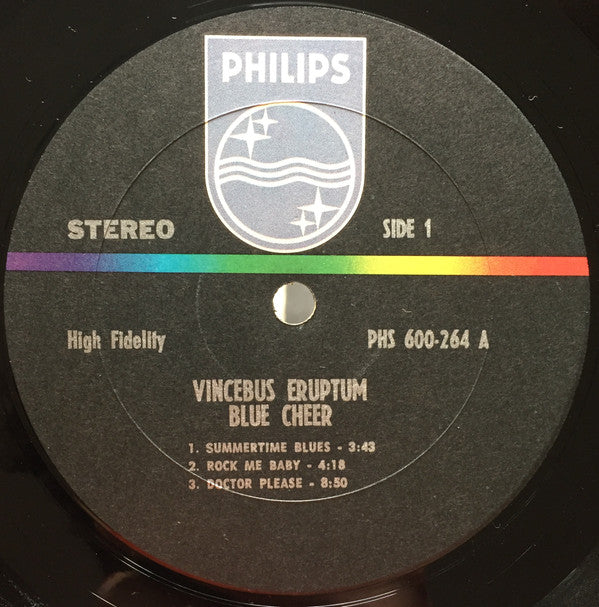 PHILIPS
STEREO
SIDE 1
High Fidelity
PHS 600-264 A
VINCEBUS ERUPTUM
BLUE CHEER
1. SUMMERTIME BLUES - 3:43
2. ROCK ME BABY - 4:18
3. DOCTOR PLEASE - 8:50